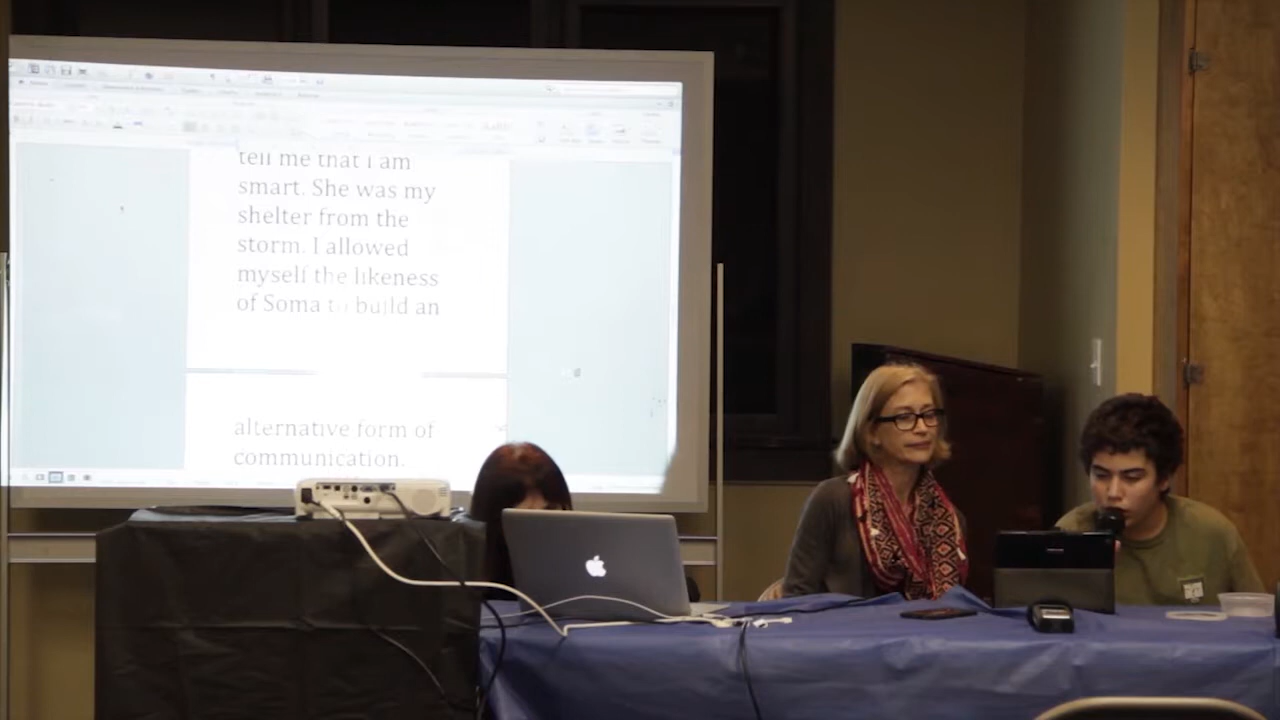 tell me that I am
smart. She was my
shelter from the
storm. I allowed
myself the likeness
of Soma to build an
alternative form of
communication.